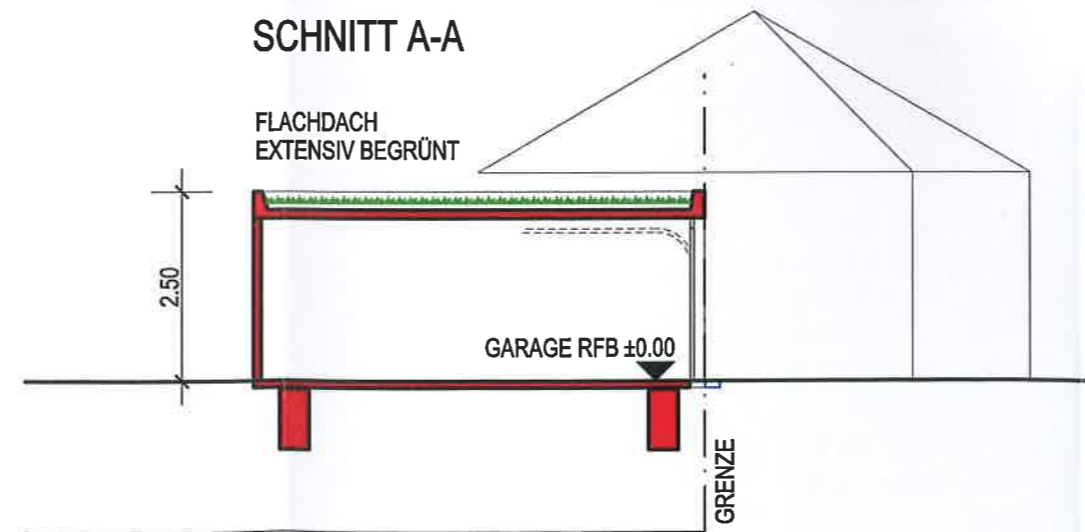 SCHNITT A-A
FLACHDACH
EXTENSIV BEGRÜNT
2.50
GARAGE RFB ±0.00
GRENZE